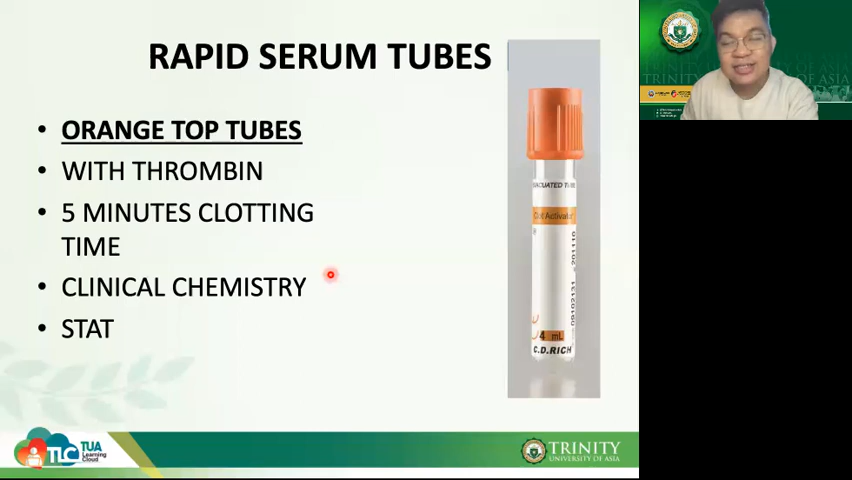 RAPID SERUM TUBES
• ORANGE TOP TUBES
• WITH THROMBIN
• 5 MINUTES CLOTTING
TIME
• CLINICAL CHEMISTRY
• STAT
Clot Activator
4 mL
C.D.RICH
TLC
TUA
Learning
Cloud
TRINITY
UNIVERSITY OF ASIA